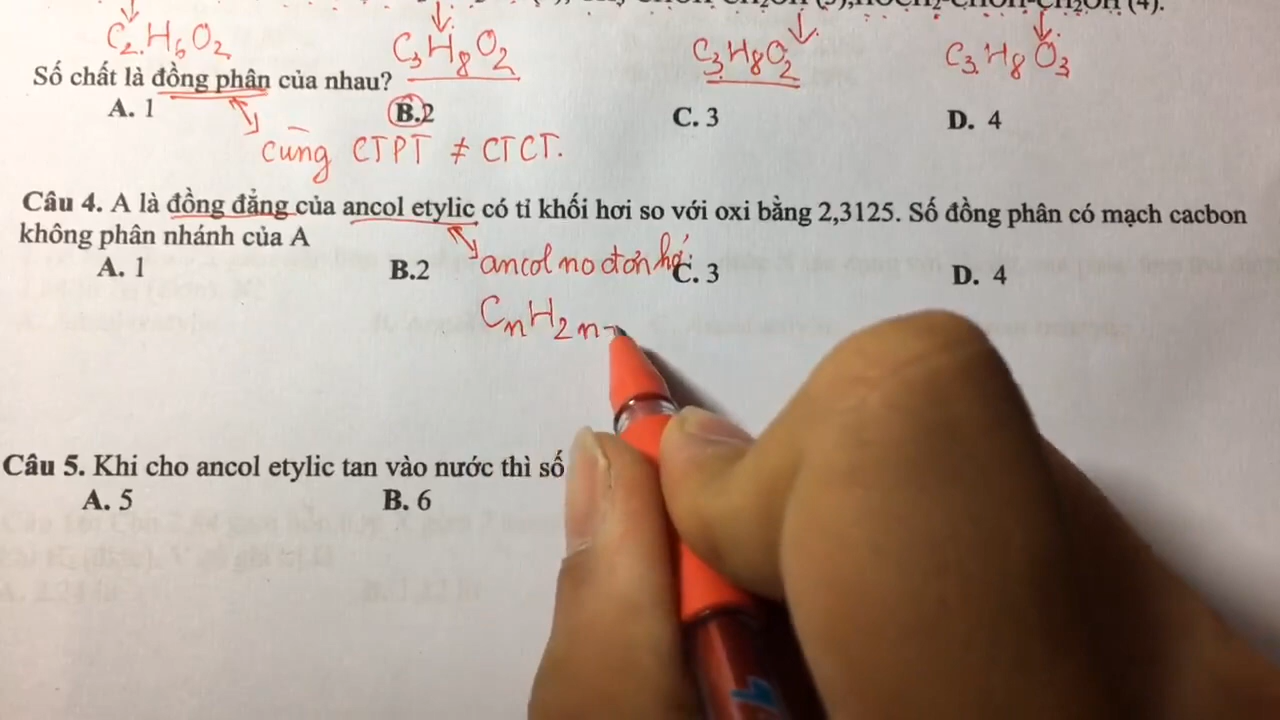 CH₂OH (4).
C₂H₆O₂ C₃H₈O₂ C₃H₈O₂ C₃H₈O₃
Số chất là đồng phân của nhau?
A. 1 B.2 C. 3 D. 4
cùng CTPT ≠ CTCT.
Câu 4. A là đồng đẳng của ancol etylic có tỉ khối hơi so với oxi bằng 2,3125. Số đồng phân có mạch cacbon
không phân nhánh của A
A. 1 B.2 C. 3 D. 4
ancol no đơn
CnH2n
Câu 5. Khi cho ancol etylic tan vào nước thì số
A. 5 B. 6